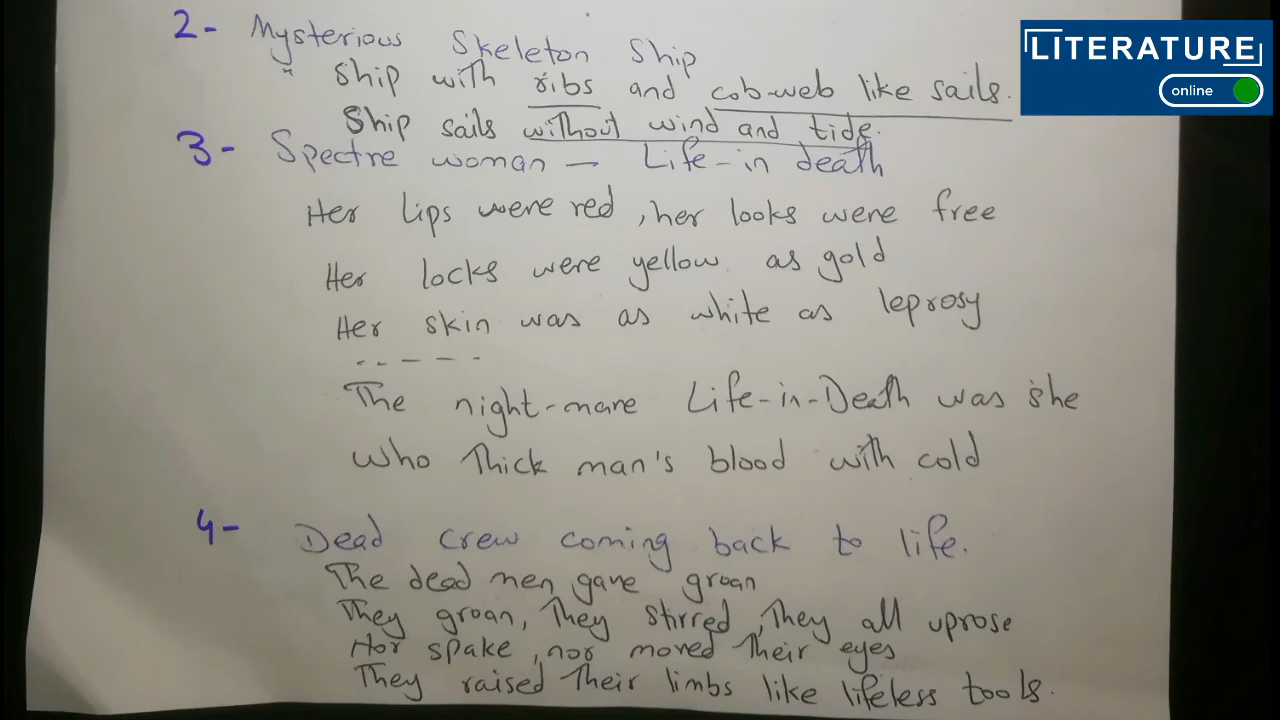 2- Mysterious Skeleton Ship
" Ship with ribs and cob-web like sails.
Ship sails without wind and tide.
3- Spectre woman — Life-in death
Her lips were red, her looks were free
Her locks were yellow as gold
Her skin was as white as leprosy
- - - - -
The night-mare Life-in-Death was she
Who thick man's blood with cold
4- Dead crew coming back to life.
The dead men gave groan
They groan, They stirred, They all uprose
Nor spake, nor moved their eyes
They raised Their limbs like lifeless tools.
LITERATURE
online